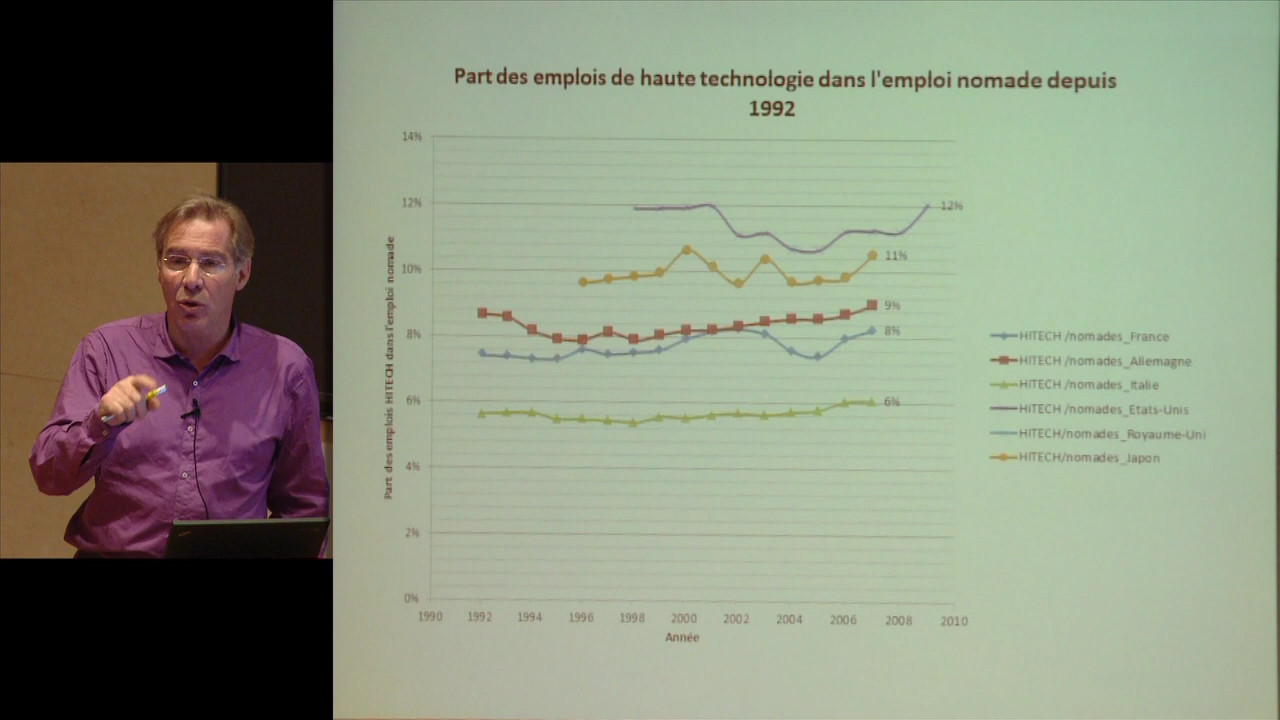 Part des emplois de haute technologie dans l'emploi nomade depuis
1992
Part des emplois HITECH dans l'emploi nomade
14%
12%
10%
8%
6%
4%
2%
0%
12%
11%
9%
8%
6%
1990 1992 1994 1996 1998 2000 2002 2004 2006 2008 2010
Année
HITECH /nomades_France
HITECH /nomades_Allemagne
HITECH /nomades_Italie
HITECH /nomades_Etats-Unis
HITECH/nomades_Royaume-Uni
HITECH/nomades_Japon